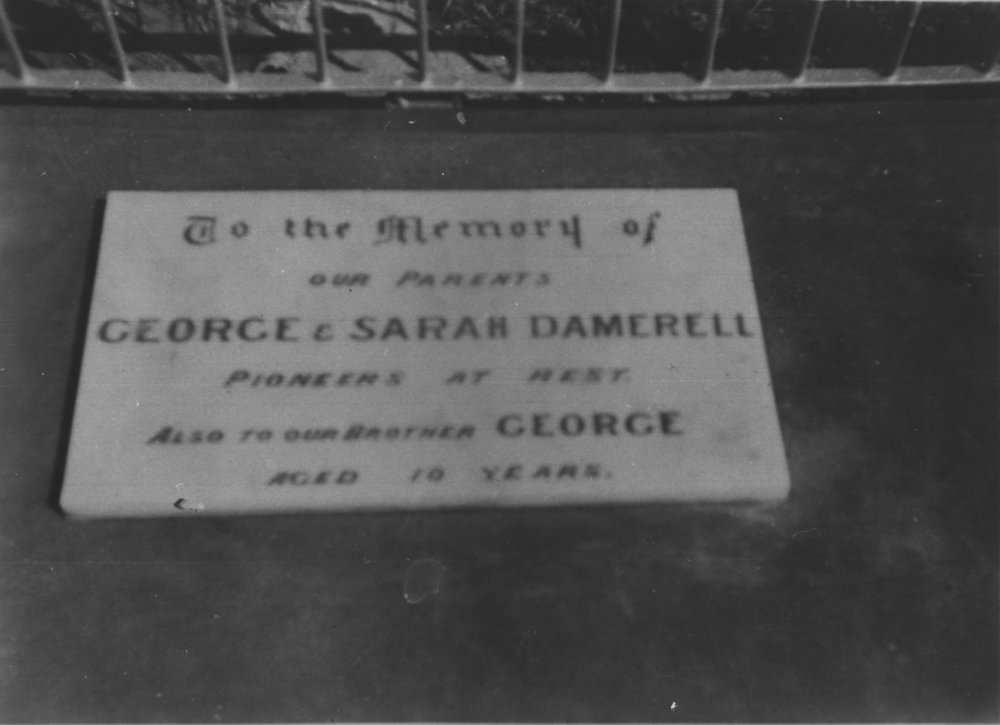 To the Memory of
OUR PARENTS
GEORGE & SARAH DAMERELL
PIONEERS AT REST
ALSO TO OUR BROTHER GEORGE
AGED 10 YEARS.